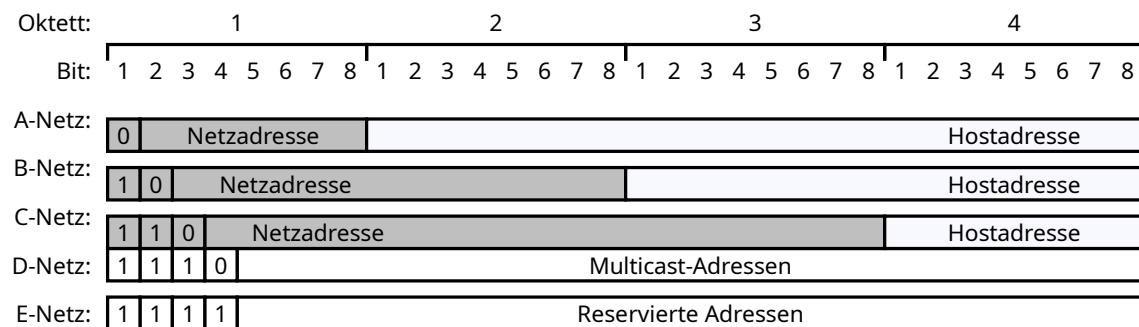 Oktett: 1 2 3 4
Bit: 1 2 3 4 5 6 7 8 1 2 3 4 5 6 7 8 1 2 3 4 5 6 7 8 1 2 3 4 5 6 7 8
A-Netz: 0 Netzadresse Hostadresse
B-Netz: 1 0 Netzadresse Hostadresse
C-Netz: 1 1 0 Netzadresse Hostadresse
D-Netz: 1 1 1 0 Multicast-Adressen
E-Netz: 1 1 1 1 Reservierte Adressen